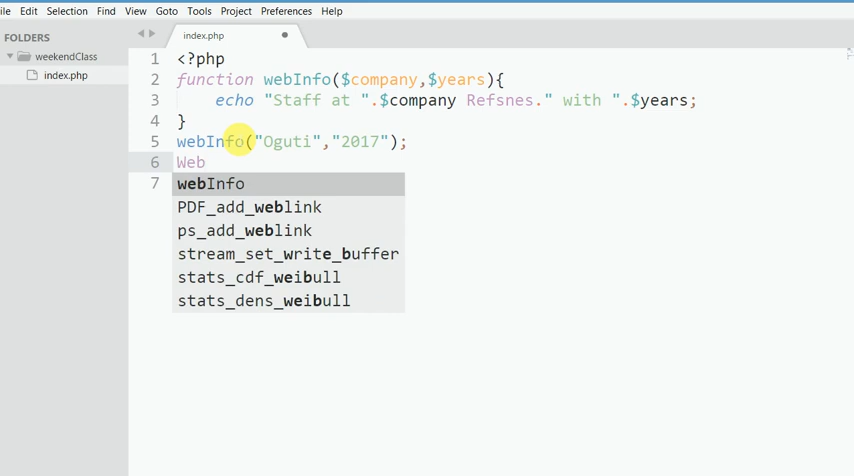 ile Edit Selection Find View Goto Tools Project Preferences Help
FOLDERS
weekendClass
index.php
index.php
1 <?php
2 function webInfo($company,$years){
3 echo "Staff at ".$company Refsnes." with ".$years;
4 }
5 webInfo("Oguti","2017");
6 Web
7
webInfo
PDF_add_weblink
ps_add_weblink
stream_set_write_buffer
stats_cdf_weibull
stats_dens_weibull